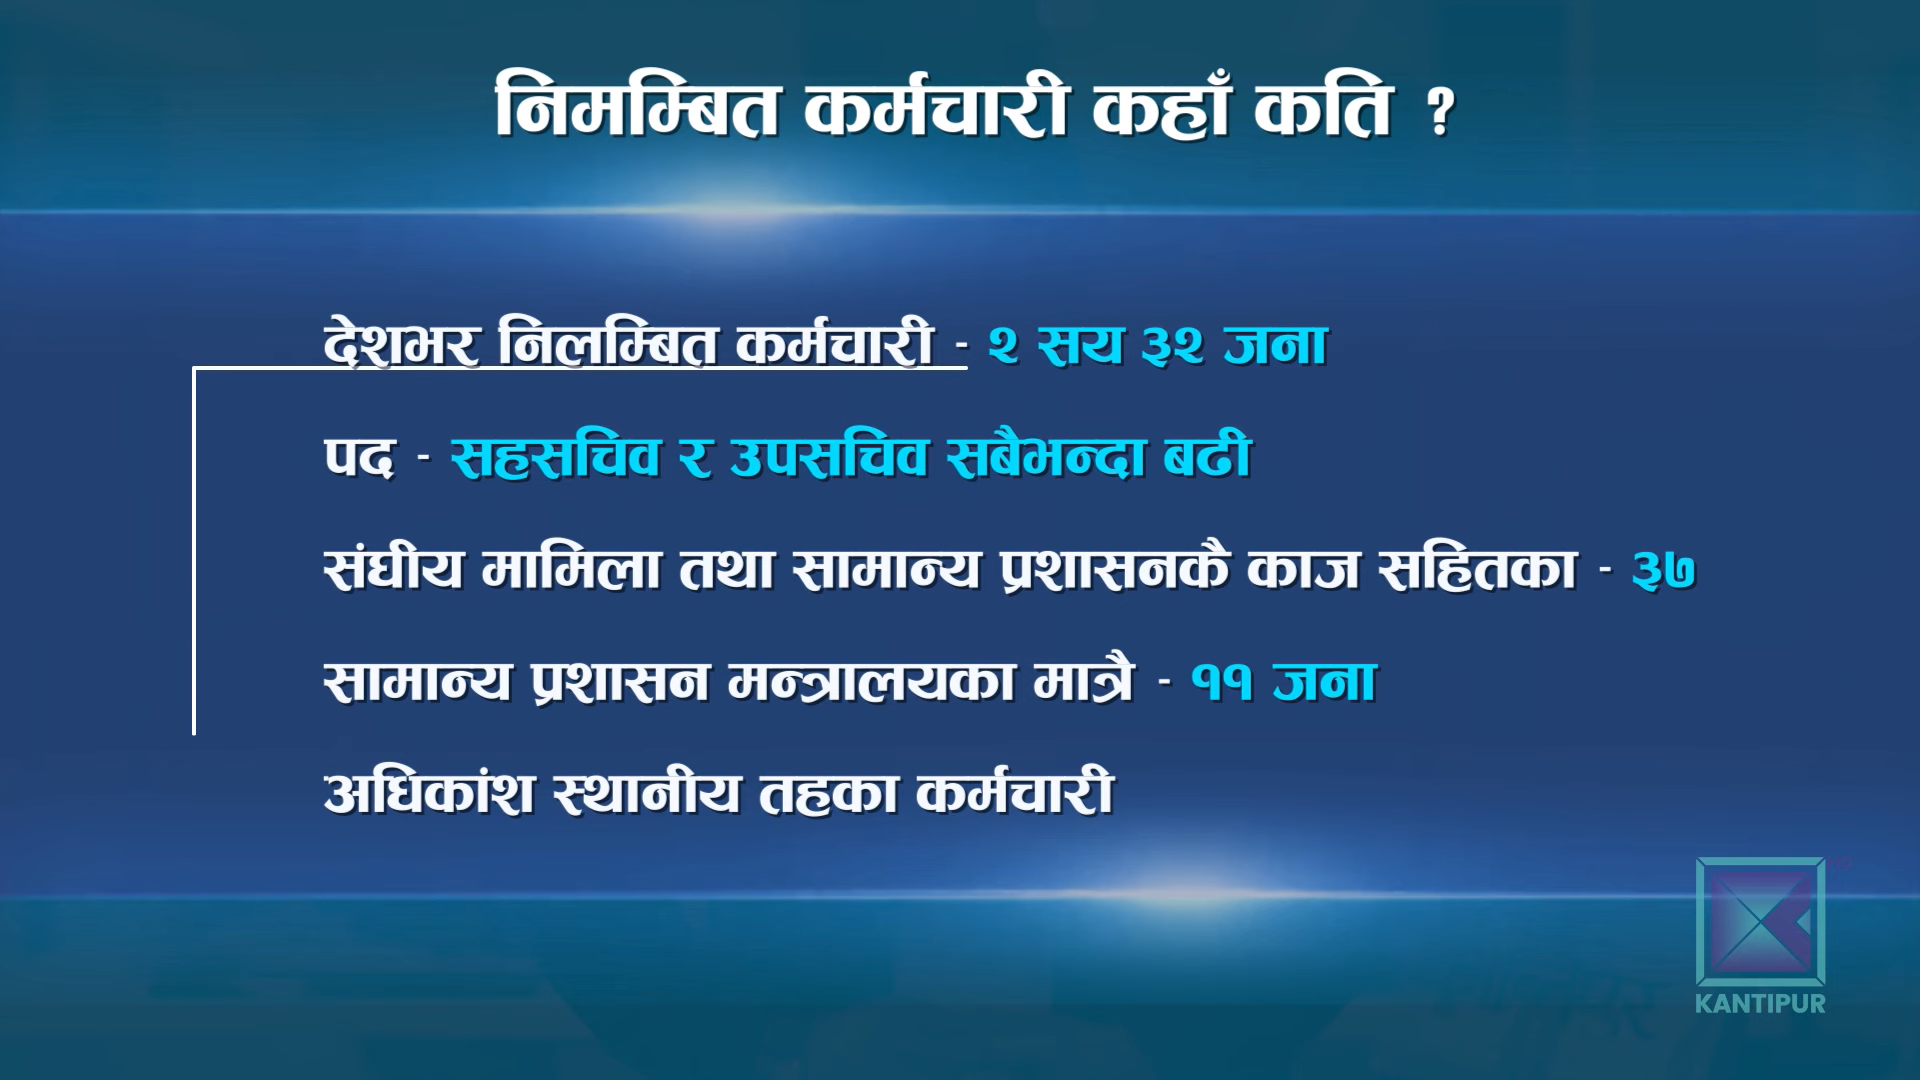 निमम्बित कर्मचारी कहाँ कति ?
देशभर निलम्बित कर्मचारी - २ सय ३२ जना
पद - सहसचिव र उपसचिव सबैभन्दा बढी
संघीय मामिला तथा सामान्य प्रशासनकै काज सहितका - ३७
सामान्य प्रशासन मन्त्रालयका मात्रै - ११ जना
अधिकांश स्थानीय तहका कर्मचारी
KANTIPUR